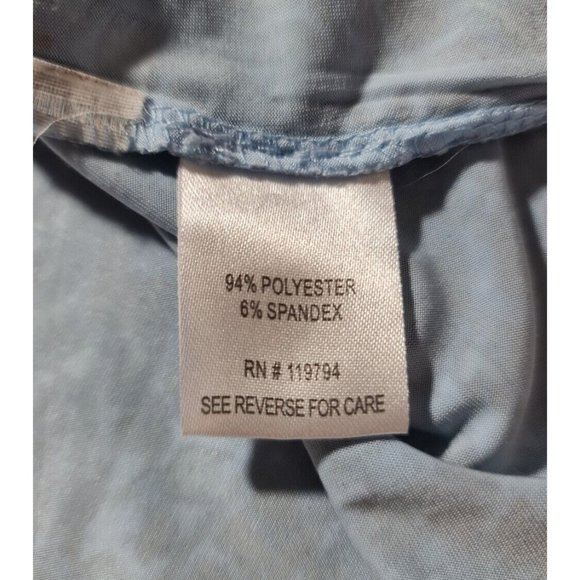 94% POLYESTER
6% SPANDEX
RN # 119794
SEE REVERSE FOR CARE